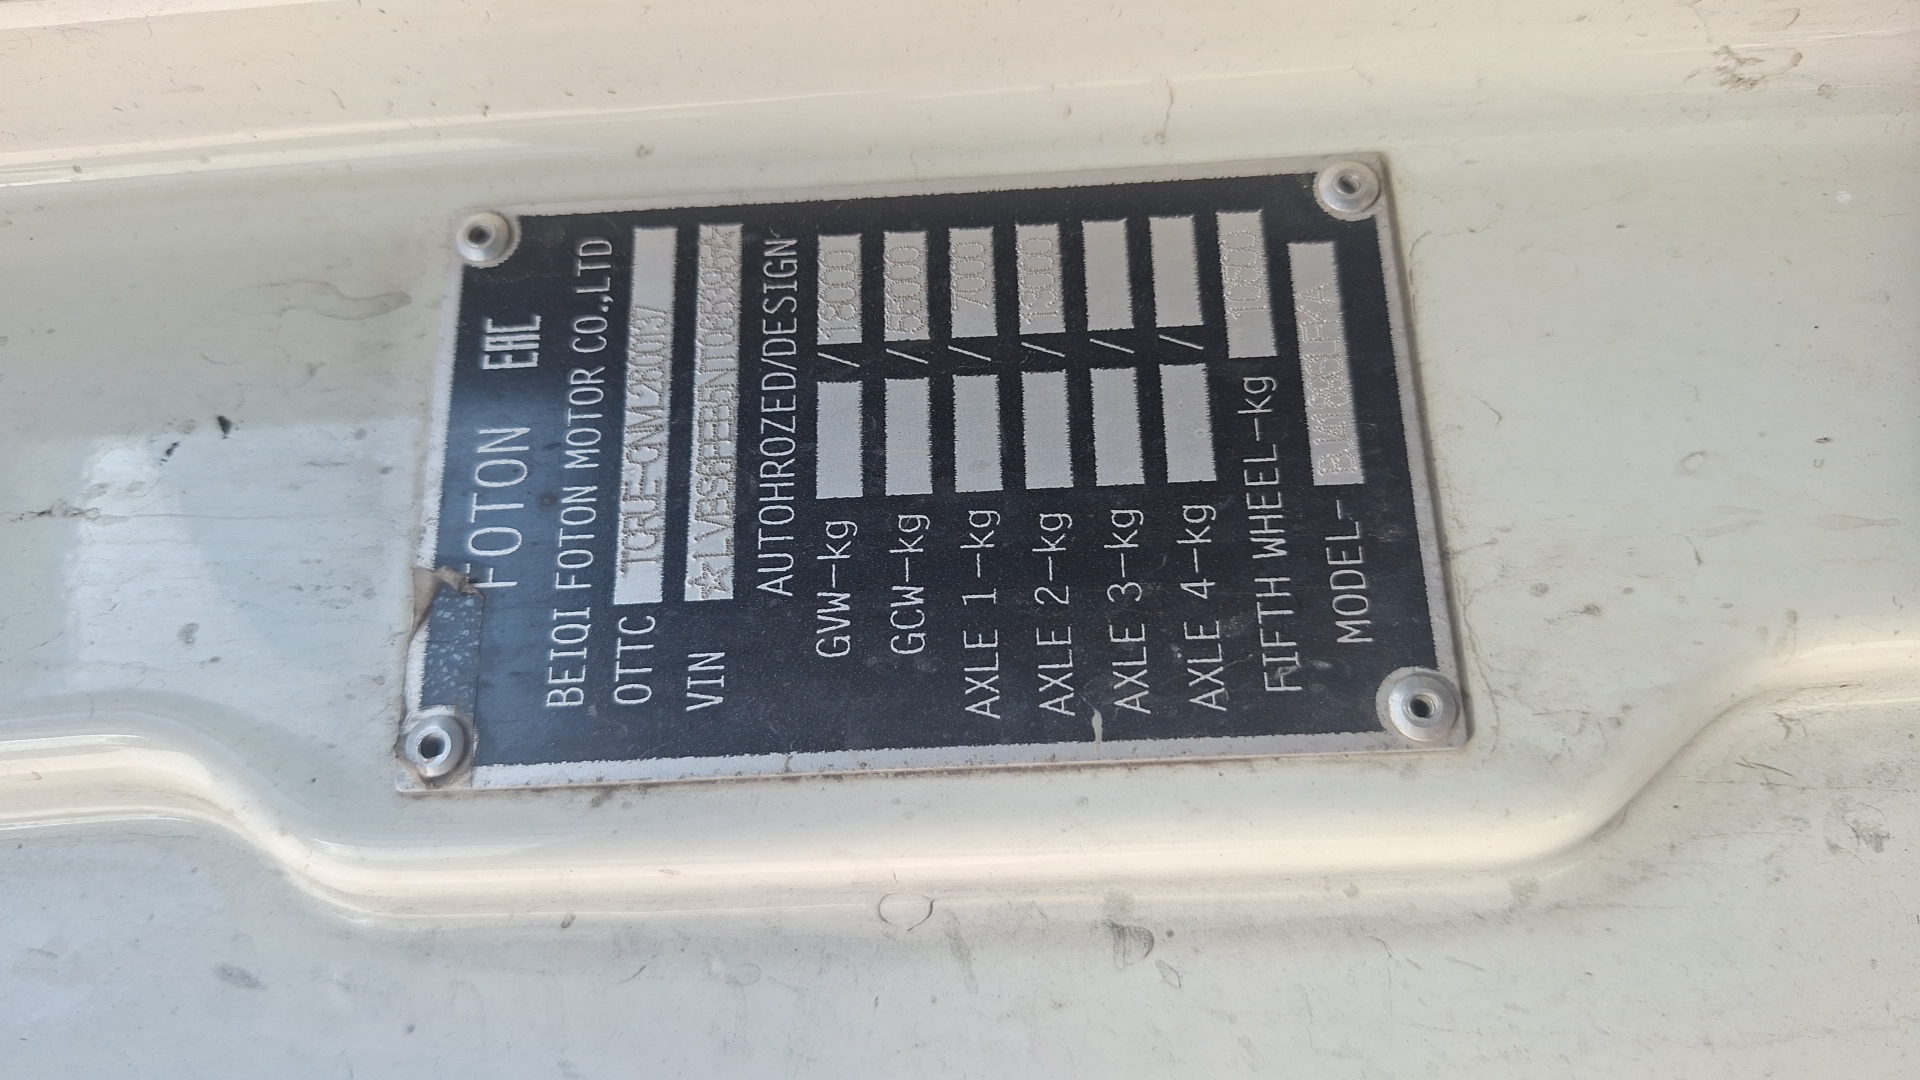 FOTON EAC
BEIQI FOTON MOTOR CO.,LTD
OTTC
VIN
AUTOHROZED/DESIGN
GVW-kg / 18000
GCW-kg /
AXLE 1-kg / 7000
AXLE 2-kg / 13000
AXLE 3-kg /
AXLE 4-kg /
FIFTH WHEEL-kg
MODEL-